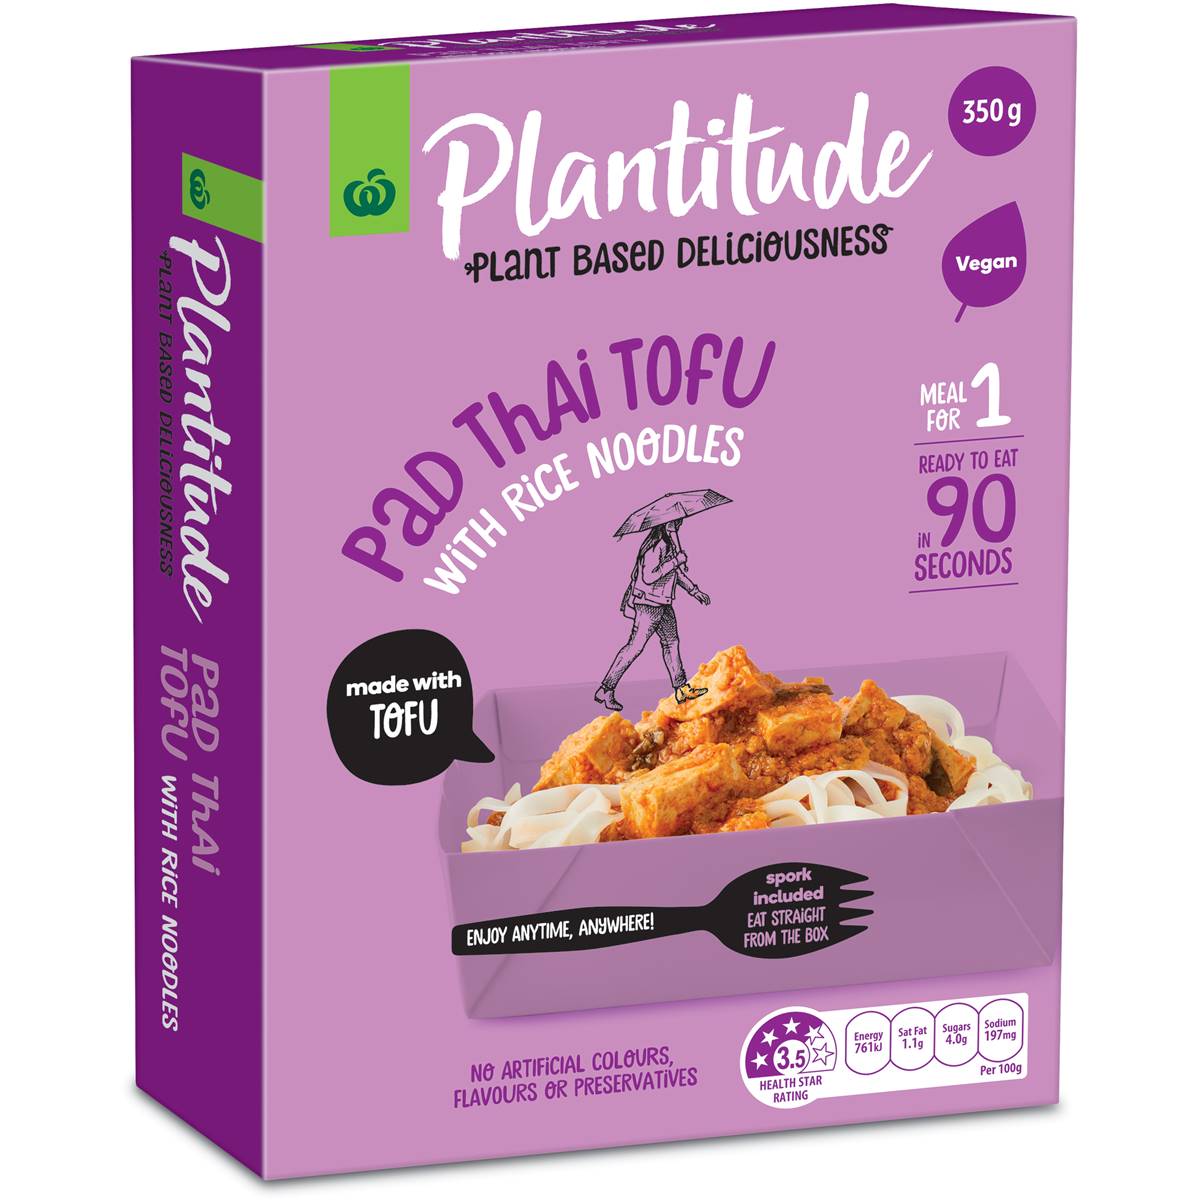 Plantitude
Plantitude
PLANT BASED DELICIOUSNESS
350 g
Vegan
PAD THAI TOFU
WITH RICE NOODLES
MEAL FOR 1
READY TO EAT
IN 90
SECONDS
made with
TOFU
spork
included
EAT STRAIGHT
FROM THE BOX
ENJOY ANYTIME, ANYWHERE!
NO ARTIFICIAL COLOURS,
FLAVOURS OR PRESERVATIVES
3.5
HEALTH STAR
RATING
Energy
761kJ
Sat Fat
1.1g
Sugars
4.0g
Sodium
197mg
Per 100g
Plantitude
PLANT BASED DELICIOUSNESS
PAD THAI
TOFU WITH RICE NOODLES